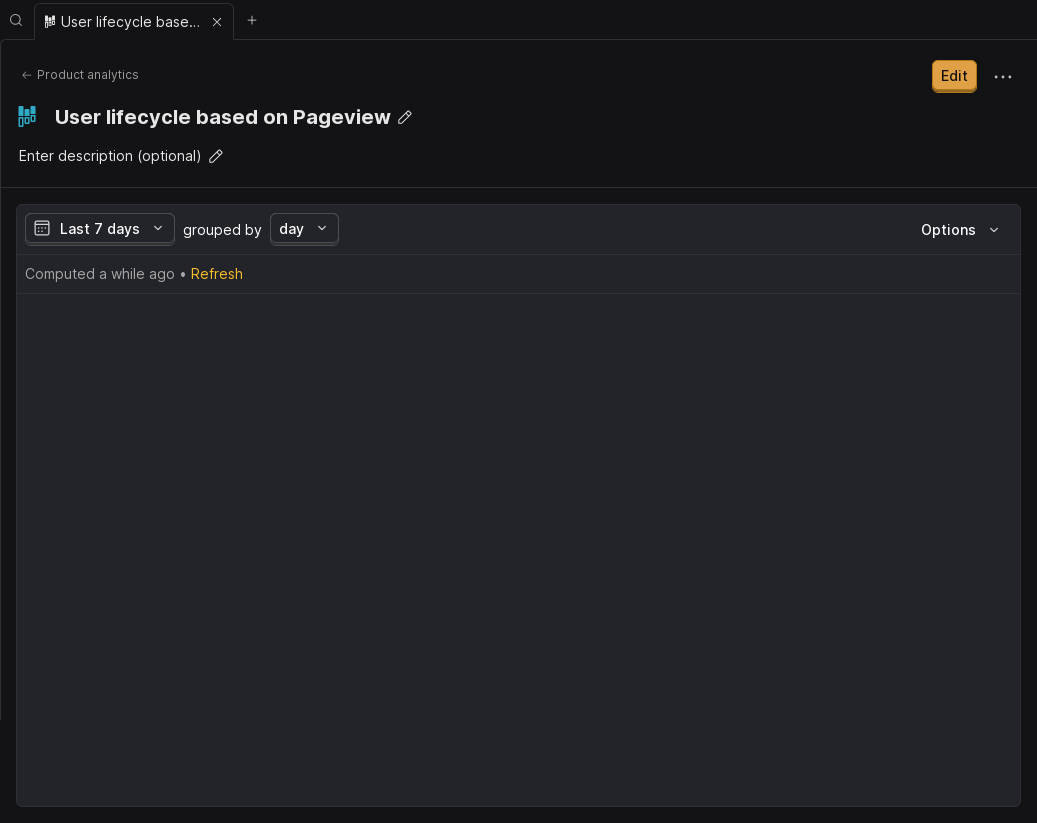 User lifecycle base...
Product analytics
Edit
User lifecycle based on Pageview
Enter description (optional)
Last 7 days grouped by day Options
Computed a while ago • Refresh